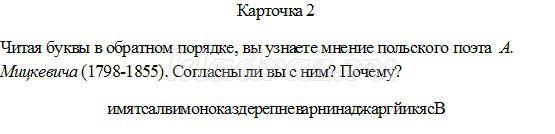 Карточка 2
Читая буквы в обратном порядке, вы узнаете мнение польского поэта А.
Мицкевича (1798-1855). Согласны ли вы с ним? Почему?
имятсалвимоноказдерепневарнинаджаргйикясВ